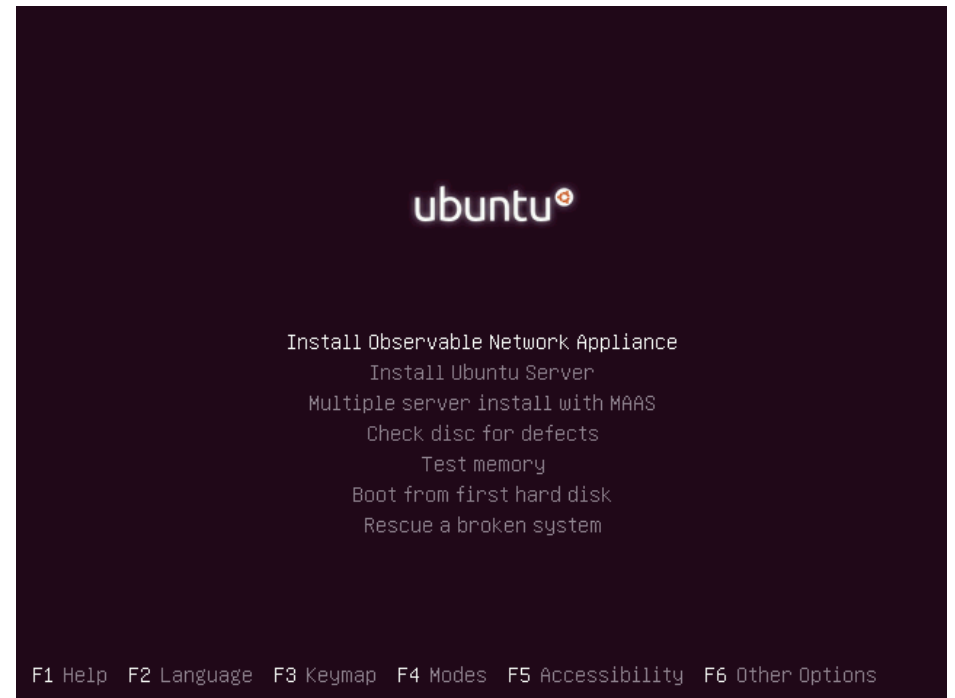 ubuntu
Install Observable Network Appliance
Install Ubuntu Server
Multiple server install with MAAS
Check disc for defects
Test memory
Boot from first hard disk
Rescue a broken system
F1 Help F2 Language F3 Keymap F4 Modes F5 Accessibility F6 Other Options